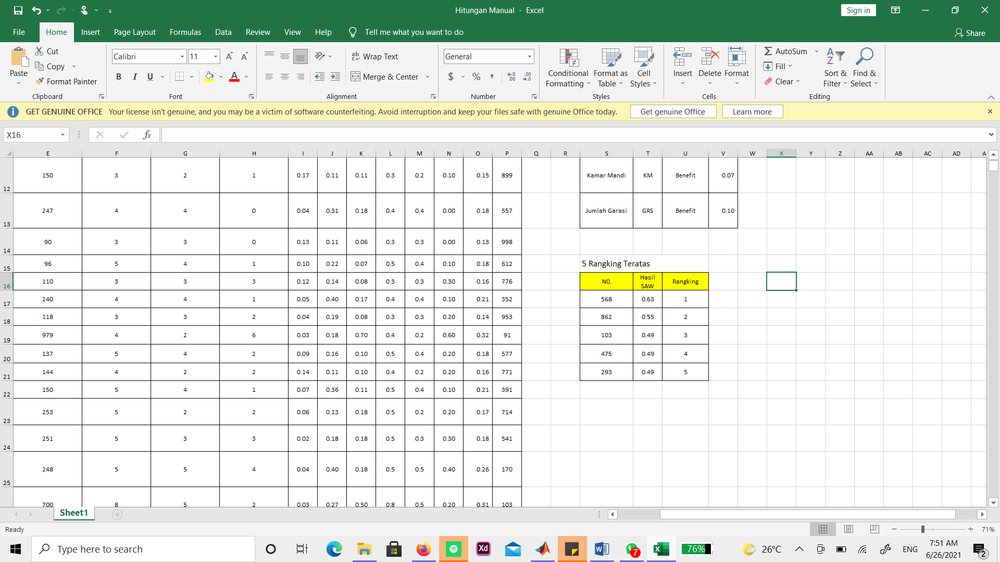 Hitungan Manual - Excel
Sign in
File Home Insert Page Layout Formulas Data Review View Help Tell me what you want to do Share
Paste
Cut
Copy
Format Painter
Clipboard
Calibri 11
B I U
Font
Wrap Text
Merge & Center
Alignment
General
$ % ,
Number
Conditional Formatting
Format as Table
Cell Styles
Styles
Insert Delete Format
Cells
AutoSum
Fill
Clear
Sort & Filter
Find & Select
Editing
GET GENUINE OFFICE Your license isn't genuine, and you may be a victim of software counterfeiting. Avoid interruption and keep your files safe with genuine Office today. Get genuine Office Learn more
X16 fx
E F G H I J K L M N O P Q R S T U V W X Y Z AA AB AC AD A
12 150 3 2 1 0.17 0.11 0.11 0.3 0.2 0.10 0.15 899 Kamar Mandi KM Benefit 0.07
13 247 4 4 0 0.04 0.31 0.18 0.4 0.4 0.00 0.18 557 Jumlah Garasi GRS Benefit 0.10
14 90 3 3 0 0.13 0.11 0.06 0.3 0.3 0.00 0.13 998
15 96 5 4 1 0.10 0.22 0.07 0.5 0.4 0.10 0.18 612 5 Rangking Teratas
16 110 3 3 3 0.12 0.14 0.08 0.3 0.3 0.30 0.16 776 NO. Hasil SAW Rangking
17 240 4 4 1 0.05 0.40 0.17 0.4 0.4 0.10 0.21 352 568 0.63 1
18 118 3 3 2 0.04 0.19 0.08 0.3 0.3 0.20 0.14 953 862 0.55 2
19 979 4 2 6 0.03 0.18 0.70 0.4 0.2 0.60 0.32 91 103 0.49 3
20 137 5 4 2 0.09 0.16 0.10 0.5 0.4 0.20 0.18 577 475 0.49 4
21 144 4 2 2 0.14 0.11 0.10 0.4 0.2 0.20 0.16 771 293 0.49 5
22 150 5 4 1 0.07 0.36 0.11 0.5 0.4 0.10 0.21 391
23 253 5 2 2 0.06 0.13 0.18 0.5 0.2 0.20 0.17 714
24 251 5 3 3 0.02 0.18 0.18 0.5 0.3 0.30 0.18 541
25 248 5 5 4 0.04 0.40 0.18 0.5 0.5 0.40 0.26 170
700 8 5 2 0.03 0.27 0.50 0.8 0.5 0.20 0.31 103
Sheet1
Ready 71%
Type here to search
Xd
7
76%
26°C
ENG
7:51 AM
6/26/2021
2